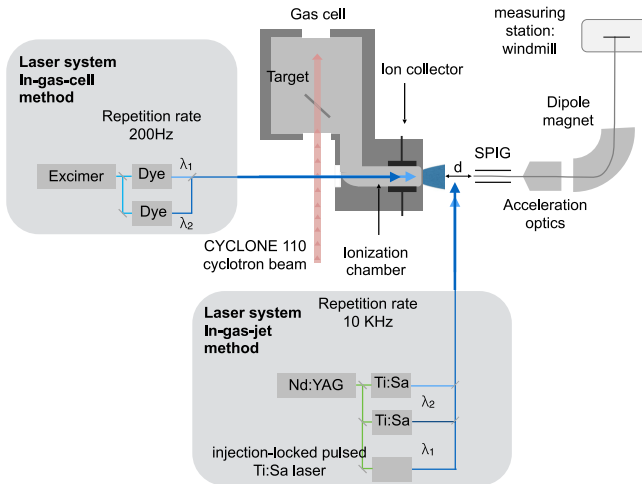 Gas cell
measuring
station:
windmill
Laser system
In-gas-cell
method
Target
Ion collector
Repetition rate
200Hz
Dipole
magnet
Excimer
Dye
λ1
Dye
λ2
d
SPIG
Acceleration
optics
CYCLONE 110
cyclotron beam
Ionization
chamber
Laser system
In-gas-jet
method
Repetition rate
10 KHz
Nd:YAG
Ti:Sa
λ2
Ti:Sa
λ1
injection-locked pulsed
Ti:Sa laser